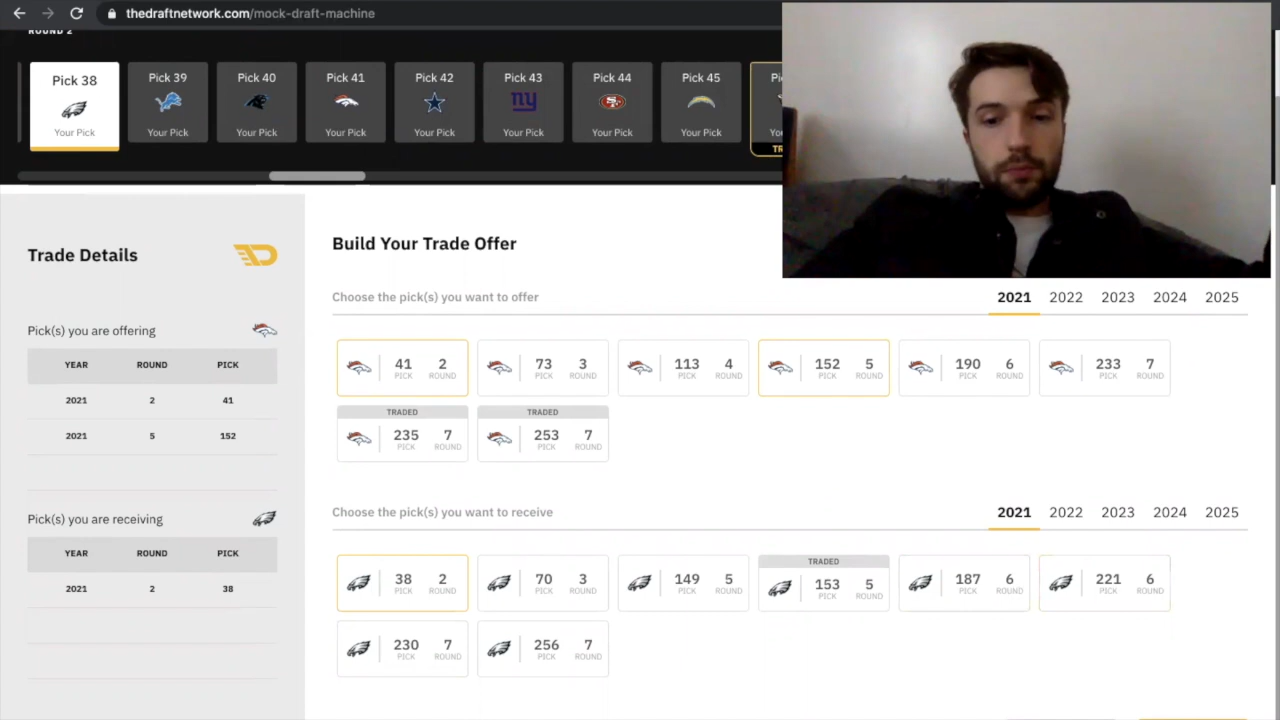 thedraftnetwork.com/mock-draft-machine
ROUND 2
Pick 38 Pick 39 Pick 40 Pick 41 Pick 42 Pick 43 Pick 44 Pick 45
ny
Your Pick Your Pick Your Pick Your Pick Your Pick Your Pick Your Pick Your Pick
Trade Details
Build Your Trade Offer
Choose the pick(s) you want to offer 2021 2022 2023 2024 2025
Pick(s) you are offering
YEAR ROUND PICK
2021 2 41
2021 5 152
41 2 73 3 113 4 152 5 190 6 233 7
PICK ROUND PICK ROUND PICK ROUND PICK ROUND PICK ROUND PICK ROUND
TRADED TRADED
235 7 253 7
PICK ROUND PICK ROUND
Pick(s) you are receiving
YEAR ROUND PICK
2021 2 38
Choose the pick(s) you want to receive 2021 2022 2023 2024 2025
TRADED
38 2 70 3 149 5 153 5 187 6 221 6
PICK ROUND PICK ROUND PICK ROUND PICK ROUND PICK ROUND PICK ROUND
230 7 256 7
PICK ROUND PICK ROUND